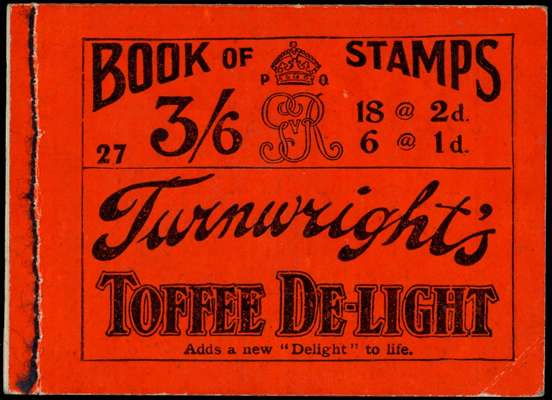 BOOK OF STAMPS
P O
27 3/6 GVR 18 @ 2d.
6 @ 1d.
Turnwright's
TOFFEE DE-LIGHT
Adds a new "Delight" to life.